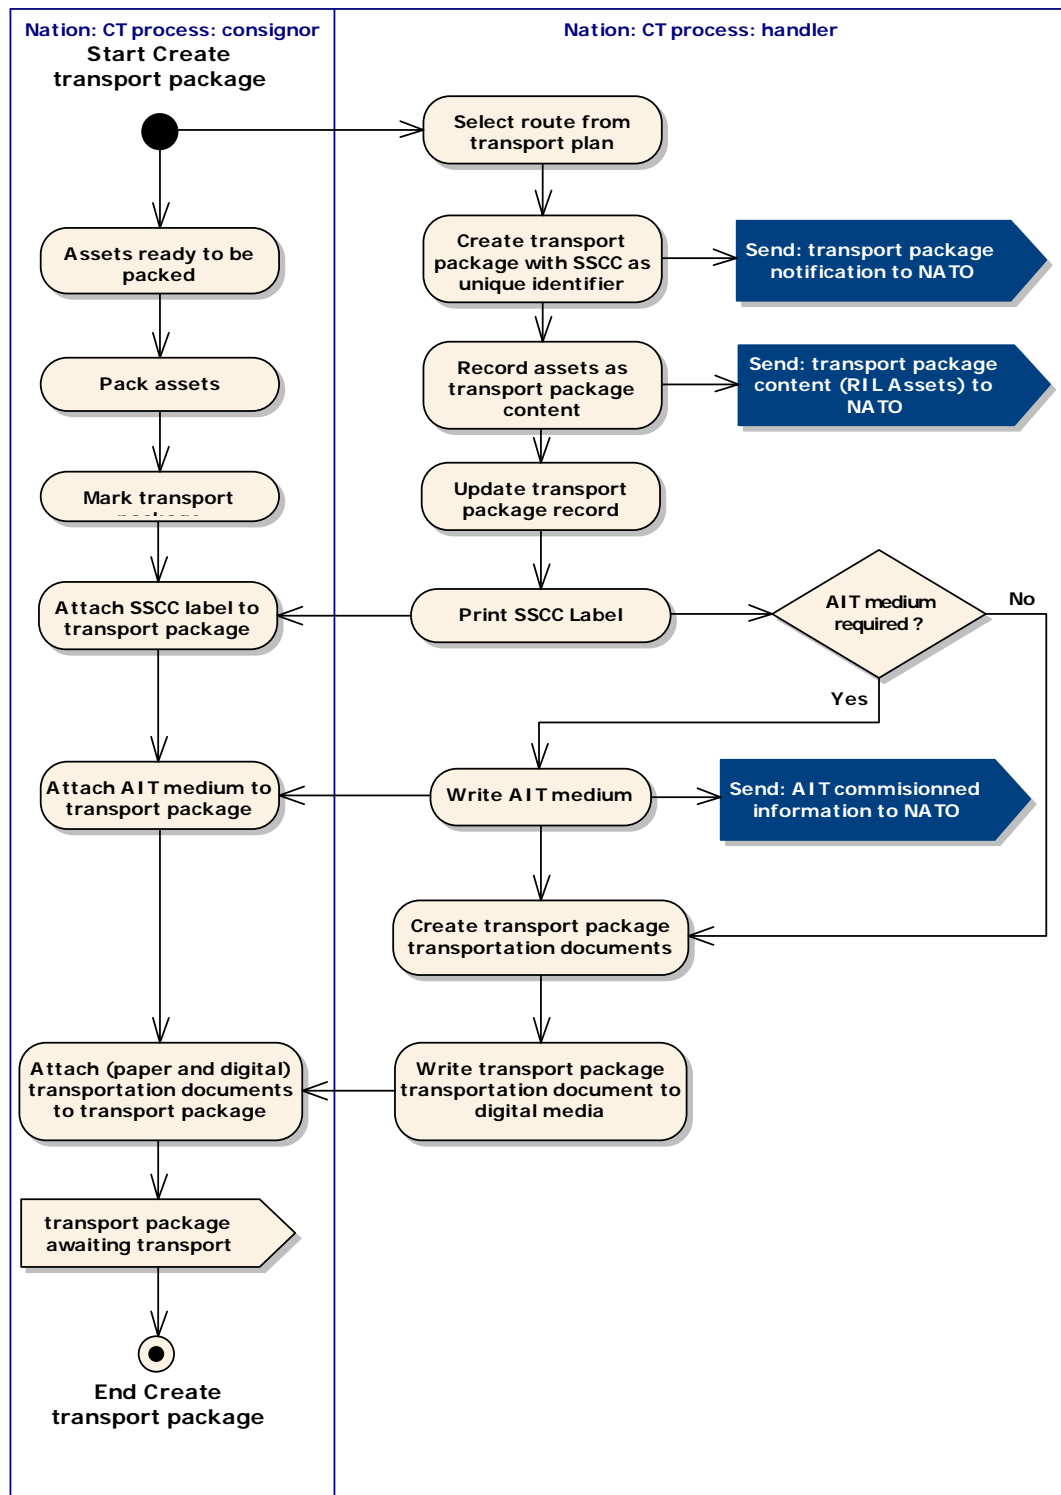 Nation: CT process: consignor
Nation: CT process: handler
Start Create
transport package
Select route from
transport plan
Assets ready to be
packed
Create transport
package with SSCC as
unique identifier
Send: transport package
notification to NATO
Pack assets
Record assets as
transport package
content
Send: transport package
content (RIL Assets) to
NATO
Mark transport
Update transport
package record
Attach SSCC label to
transport package
Print SSCC Label
AIT medium
required ?
No
Yes
Attach AIT medium to
transport package
Write AIT medium
Send: AIT commisionned
information to NATO
Create transport package
transportation documents
Attach (paper and digital)
transportation documents
to transport package
Write transport package
transportation document to
digital media
transport package
awaiting transport
End Create
transport package